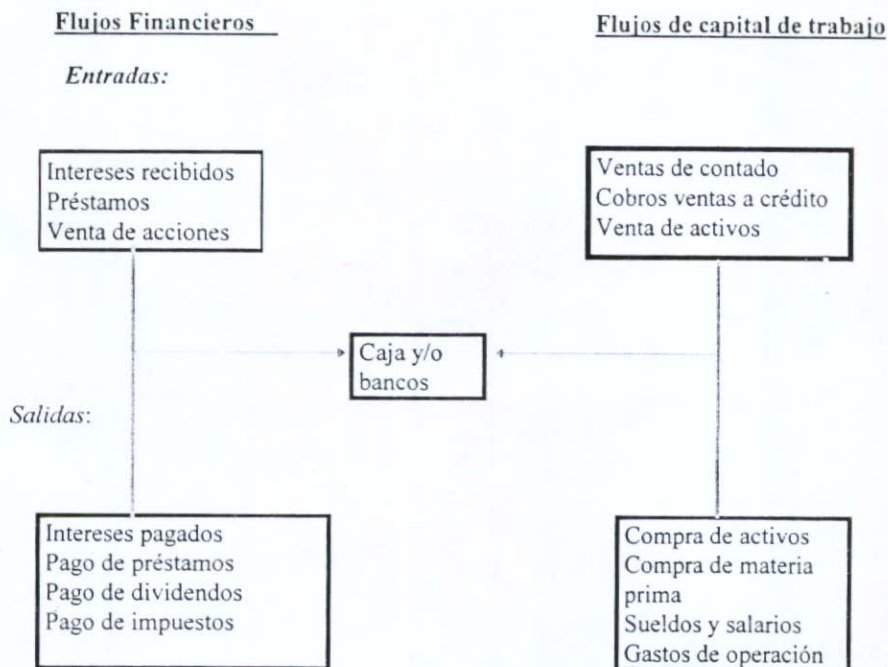 Flujos Financieros
Flujos de capital de trabajo
Entradas:
Intereses recibidos
Préstamos
Venta de acciones
Ventas de contado
Cobros ventas a crédito
Venta de activos
Caja y/o
bancos
Salidas:
Intereses pagados
Pago de préstamos
Pago de dividendos
Pago de impuestos
Compra de activos
Compra de materia
prima
Sueldos y salarios
Gastos de operación